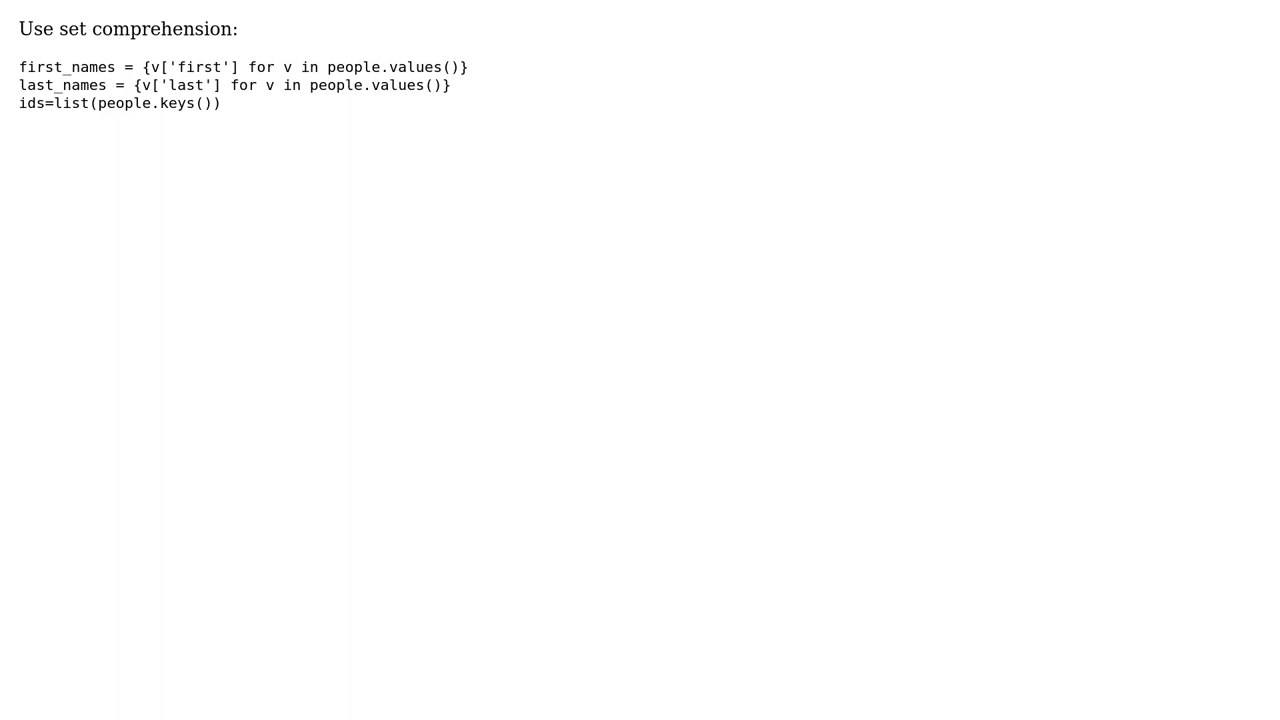 Use set comprehension:
first_names = {v['first'] for v in people.values()}
last_names = {v['last'] for v in people.values()}
ids=list(people.keys())